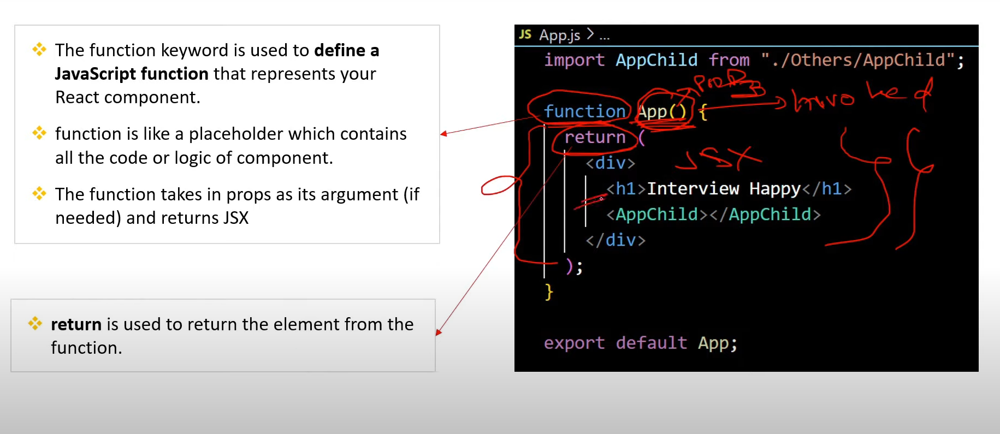 ❖ The function keyword is used to define a
JavaScript function that represents your
React component.
❖ function is like a placeholder which contains
all the code or logic of component.
❖ The function takes in props as its argument (if
needed) and returns JSX
❖ return is used to return the element from the
function.
JS App.js > ...
import AppChild from "./Others/AppChild";
Props
function App() {
Invoked
return (
<div>
JSX
<h1>Interview Happy</h1>
<AppChild></AppChild>
</div>
);
}
export default App;